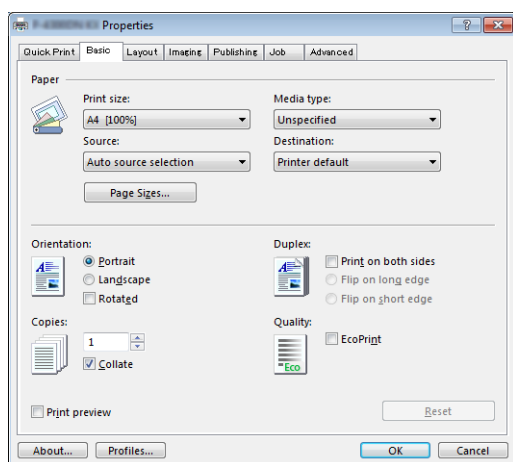 Properties
Quick Print Basic Layout Imaging Publishing Job Advanced
Paper
Print size: Media type:
A4 [100%] Unspecified
Source: Destination:
Auto source selection Printer default
Page Sizes...
Orientation: Duplex:
Portrait Print on both sides
Landscape Flip on long edge
Rotated Flip on short edge
Copies: Quality:
1 EcoPrint
Collate
Eco
Print preview Reset
About... Profiles... OK Cancel